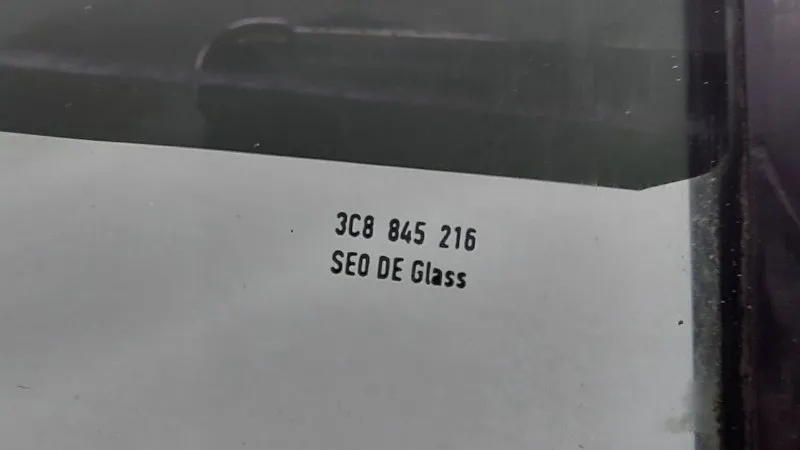 3C8 845 216
SEO DE Glass